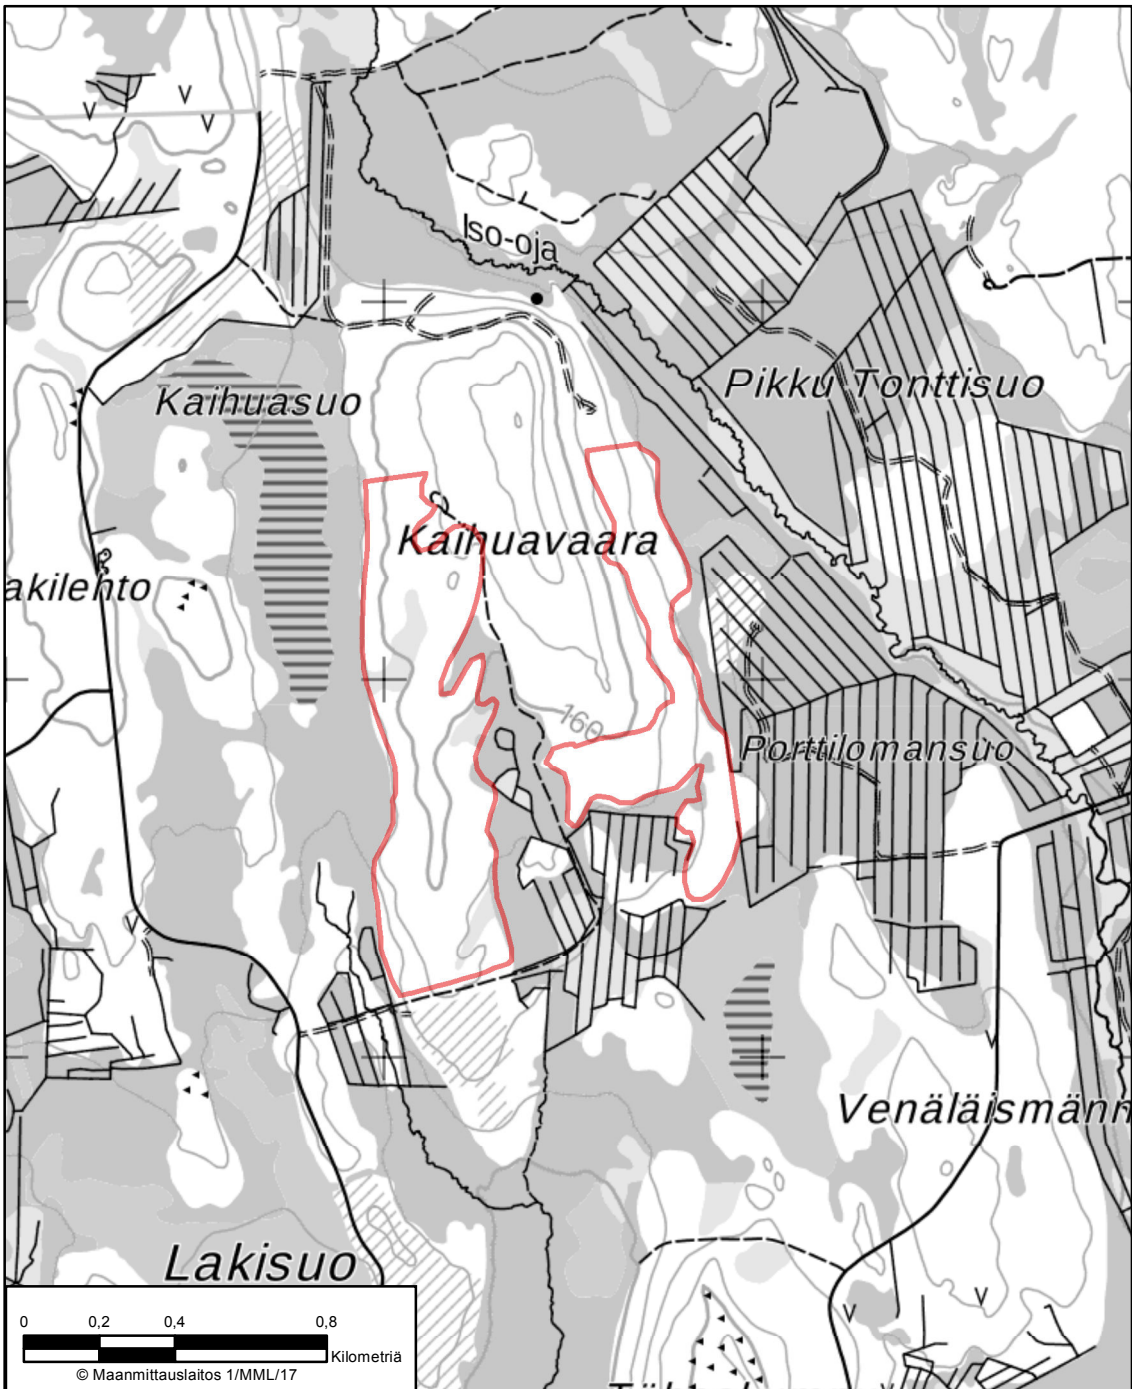 Iso-oja
Pikku Tonttisuo
Kaihuasuo
Kaihuavaara
akilehto
160
Porttilomansuo
Venäläismänn
Lakisuo
0 0,2 0,4 0,8
Kilometriä
© Maanmittauslaitos 1/MML/17